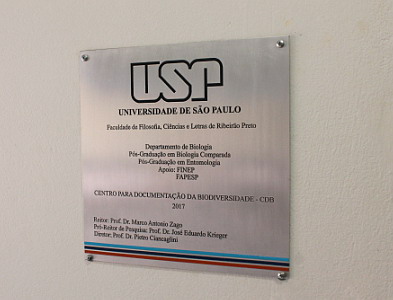 USP
UNIVERSIDADE DE SÃO PAULO
Faculdade de Filosofia, Ciências e Letras de Ribeirão Preto
Departamento de Biologia
Pós-Graduação em Biologia Comparada
Pós-Graduação em Entomologia
Apoio: FINEP
FAPESP
CENTRO PARA DOCUMENTAÇÃO DA BIODIVERSIDADE - CDB
2017
Reitor: Prof. Dr. Marco Antonio Zago
Pró-Reitor de Pesquisa: Prof. Dr. José Eduardo Krieger
Diretor: Prof. Dr. Pietro Ciancaglini